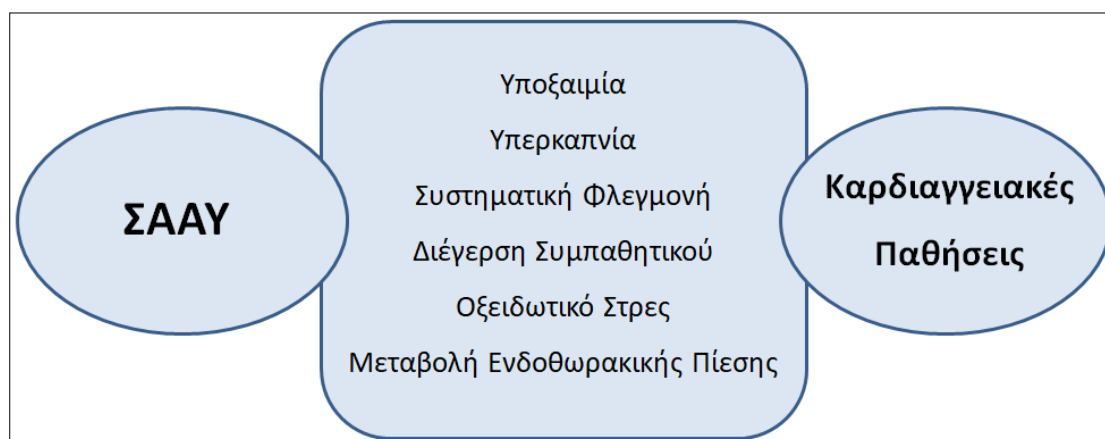 ΣΑΑΥ
Υποξαιμία
Υπερκαπνία
Συστηματική Φλεγμονή
Διέγερση Συμπαθητικού
Οξειδωτικό Στρες
Μεταβολή Ενδοθωρακικής Πίεσης
Καρδιαγγειακές
Παθήσεις